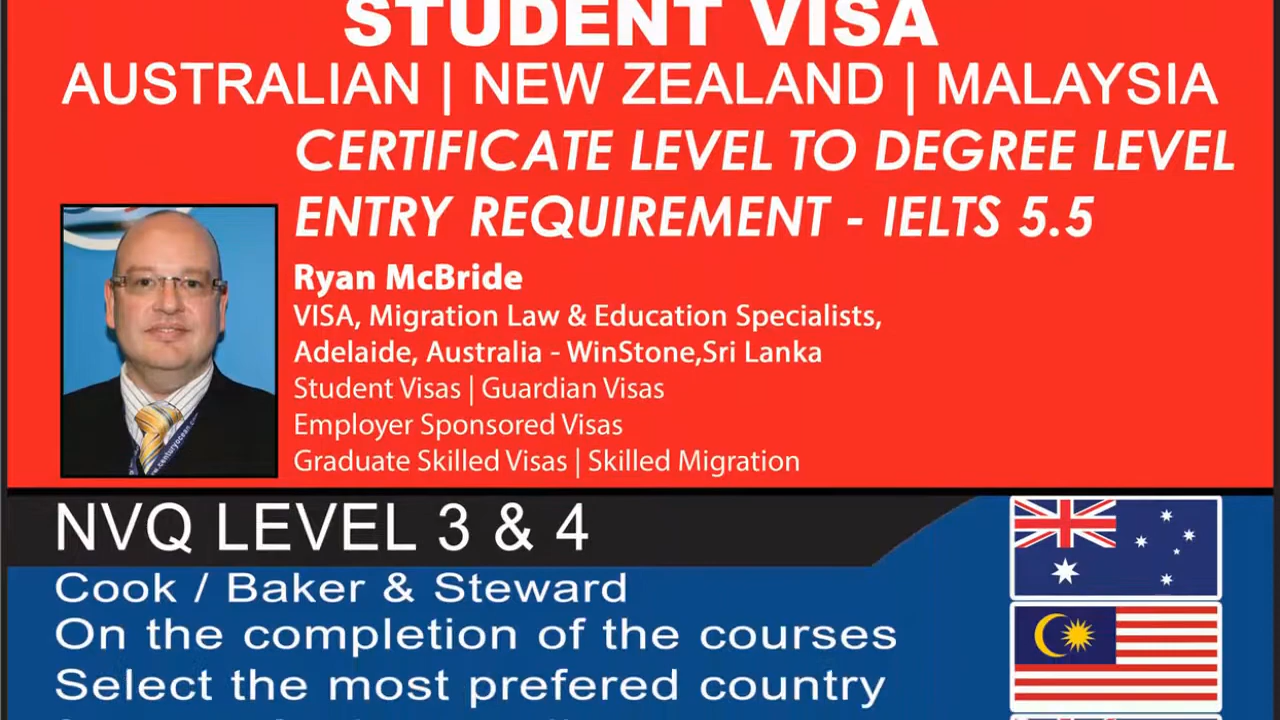 STUDENT VISA
AUSTRALIAN | NEW ZEALAND | MALAYSIA
CERTIFICATE LEVEL TO DEGREE LEVEL
ENTRY REQUIREMENT - IELTS 5.5
Ryan McBride
VISA, Migration Law & Education Specialists,
Adelaide, Australia - WinStone,Sri Lanka
Student Visas | Guardian Visas
Employer Sponsored Visas
Graduate Skilled Visas | Skilled Migration
NVQ LEVEL 3 & 4
Cook / Baker & Steward
On the completion of the courses
Select the most prefered country